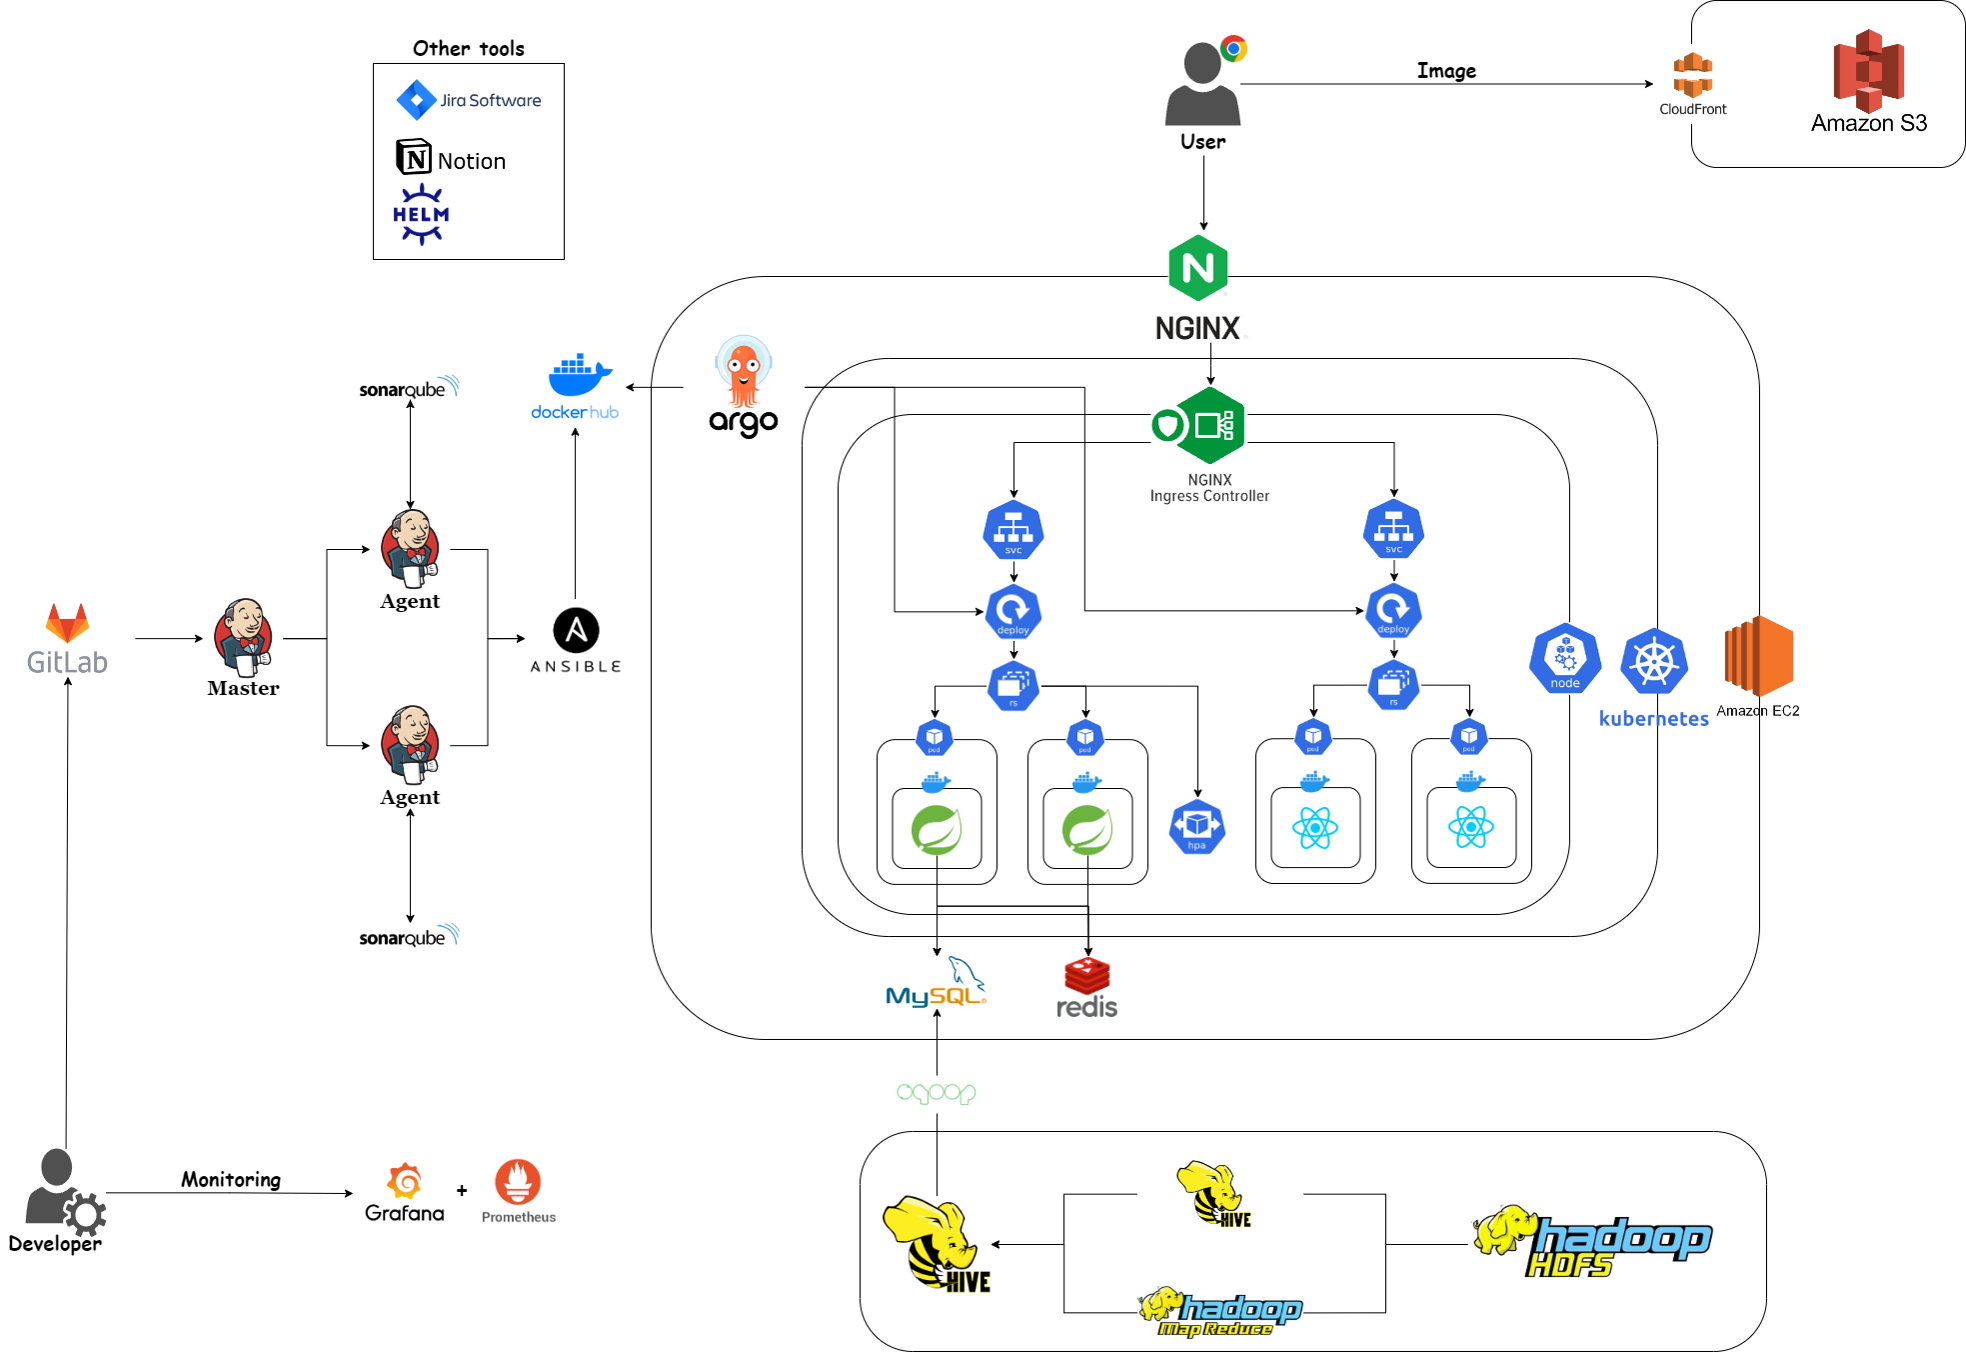 Other tools
Jira Software
Notion
HELM
User
Image
CloudFront
Amazon S3
NGINX
argo
docker hub
sonarqube
NGINX
Ingress Controller
svc
svc
Agent
deploy
deploy
GitLab
Master
ANSIBLE
rs
rs
node
kubernetes
Amazon EC2
pod
pod
pod
pod
Agent
hpa
sonarqube
MySQL
redis
sqoop
Developer
Monitoring
Grafana
+
Prometheus
HIVE
HIVE
hadoop
Map Reduce
hadoop
HDFS